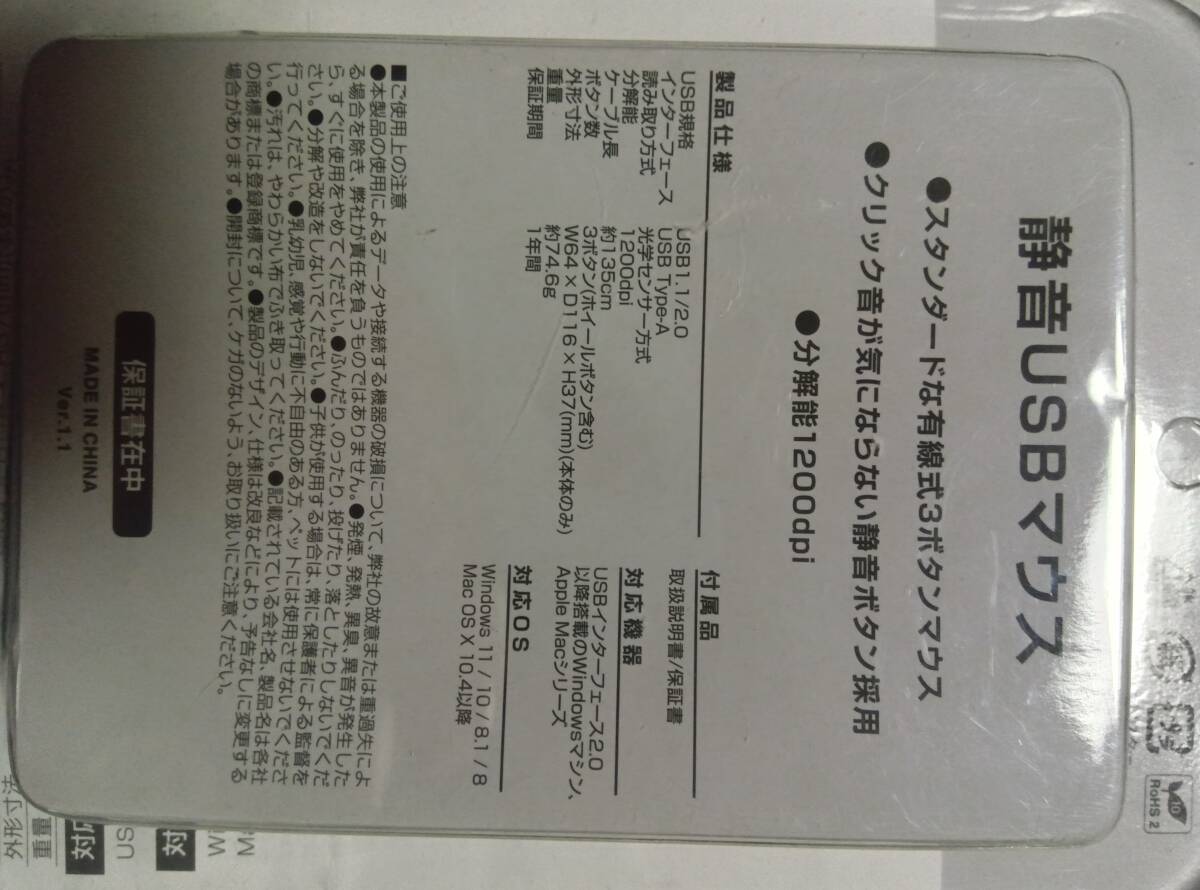 静音USBマウス
●スタンダードな有線式3ボタンマウス
●クリック音が気にならない静音ボタン採用
●分解能1200dpi
製品仕様
USB規格 USB1.1/2.0
インターフェース USB Type-A
読み取り方式 光学センサー方式
分解能 1200dpi
ケーブル長 約135cm
ボタン数 3ボタン(ホイールボタン含む)
外形寸法 W64×D116×H37(mm)(本体のみ)
重量 約74.6g
保証期間 1年間
付属品
取扱説明書/保証書
対応機器
USBインターフェース2.0
以降搭載のWindowsマシン、
Apple Macシリーズ
対応OS
Windows 11 / 10 / 8.1 / 8
Mac OS X 10.4以降
■ご使用上の注意
●本製品の使用によるデータや接続する機器の破損について、弊社の故意または重過失によ
る場合を除き、弊社が責任を負うものではありません。●発煙、発熱、異臭、異音が発生した
ら、すぐに使用をやめてください。●ふんだり、のったり、投げたり、落としたりしないでくだ
さい。●分解や改造をしないでください。●子供が使用する場合は、常に保護者による監督を
行ってください。●乳幼児、感覚や行動に不自由のある方、ペットには使用させないでくださ
い。●汚れは、やわらかい布でふき取ってください。●記載されている会社名、製品名は各社
の商標または登録商標です。●製品のデザイン、仕様は改良などにより、予告なしに変更する
場合があります。●開封について、ケガのないよう、お取り扱いにご注意ください。
保証書在中
MADE IN CHINA
Ver.1.1
RoHS 2
10
外形寸法
重量
対応
US
対
W
M